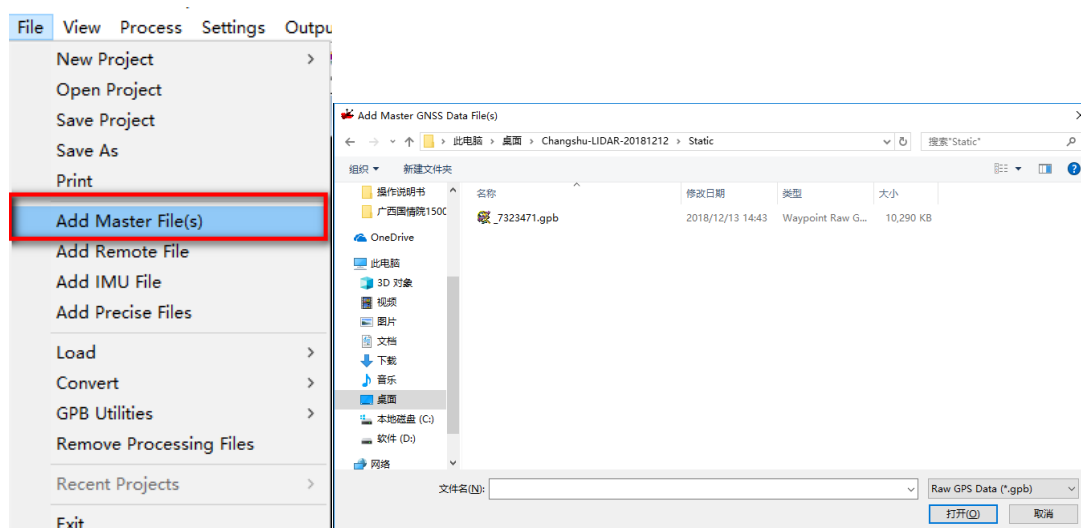 File View Process Settings Outpu
New Project
Open Project
Save Project
Save As
Print
Add Master File(s)
Add Remote File
Add IMU File
Add Precise Files
Load
Convert
GPB Utilities
Remove Processing Files
Recent Projects
Exit
Add Master GNSS Data File(s)
此电脑 > 桌面 > Changshu-LIDAR-20181212 > Static
搜索"Static"
组织 新建文件夹
名称 修改日期 类型 大小
_7323471.gpb 2018/12/13 14:43 Waypoint Raw G... 10,290 KB
操作说明书
广西国情院150C
OneDrive
此电脑
3D 对象
视频
图片
文档
下载
音乐
桌面
本地磁盘 (C:)
软件 (D:)
网络
文件名(N):
Raw GPS Data (*.gpb)
打开(O) 取消